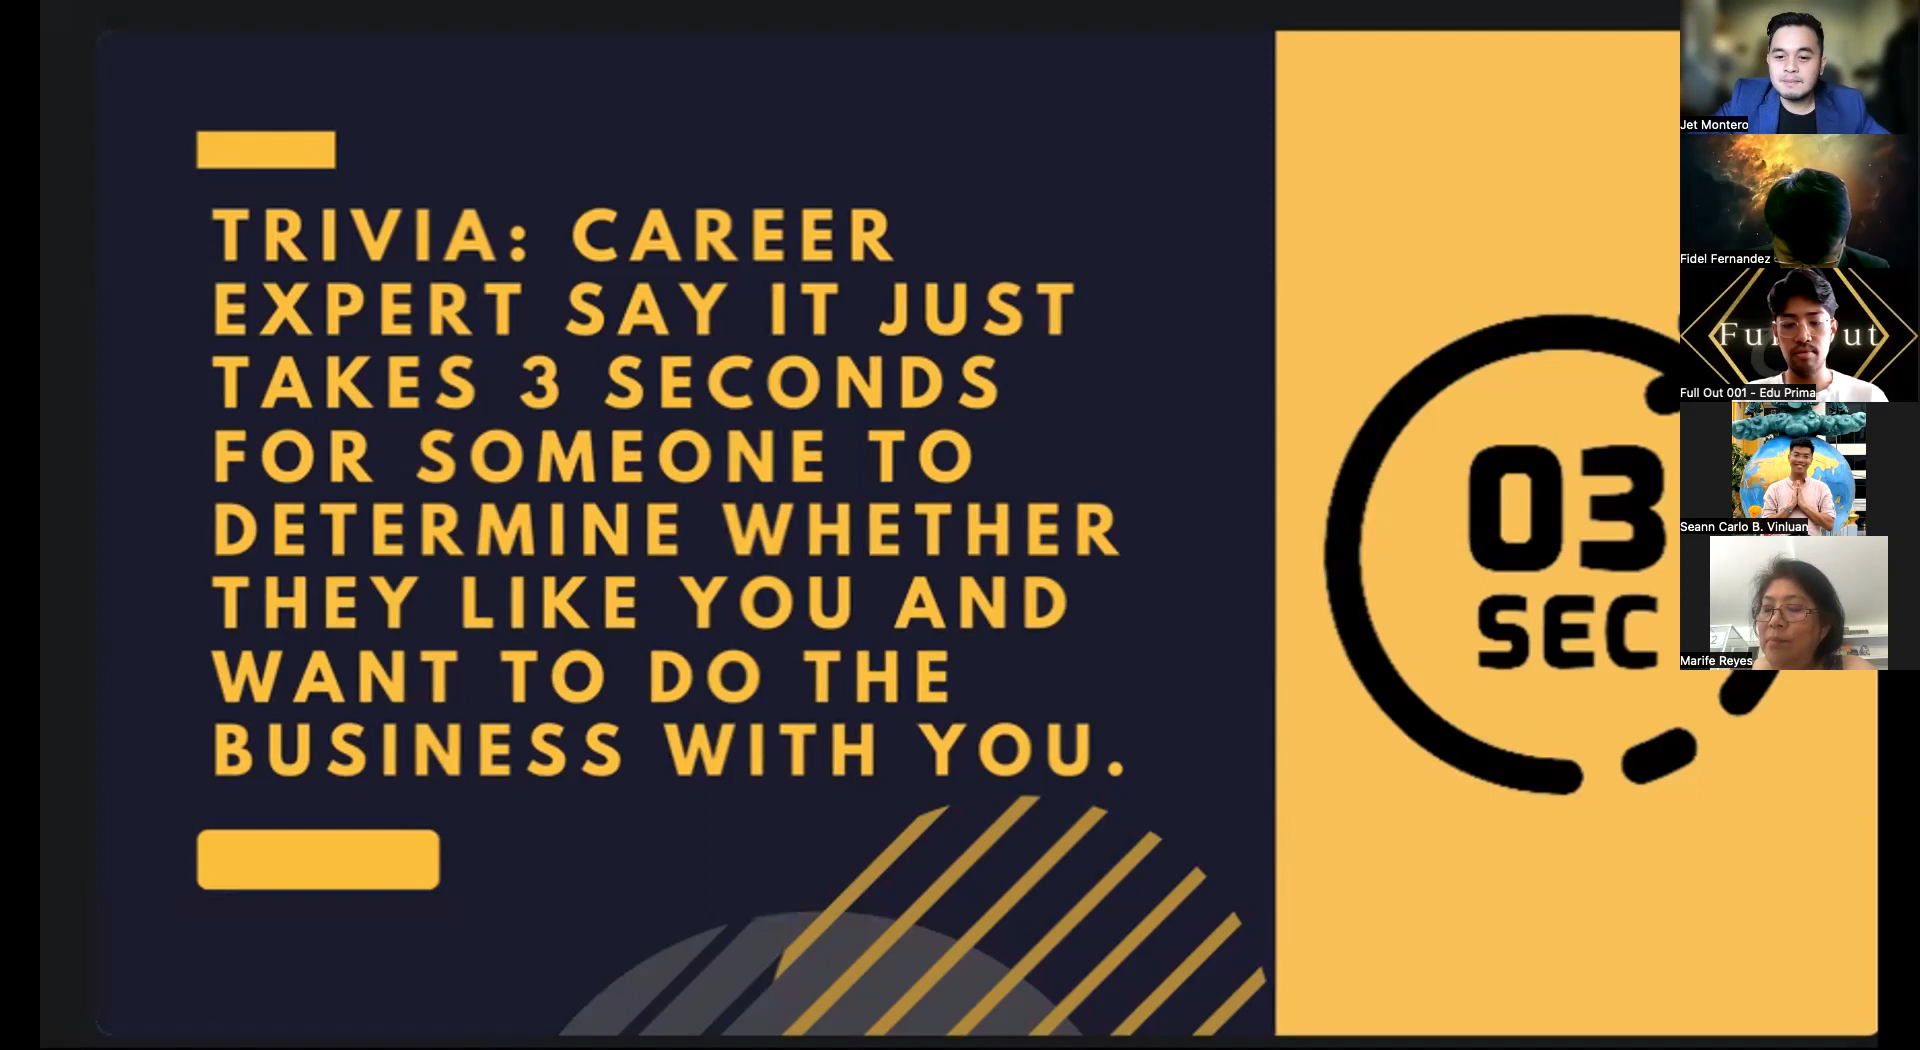 TRIVIA: CAREER
EXPERT SAY IT JUST
TAKES 3 SECONDS
FOR SOMEONE TO
DETERMINE WHETHER
THEY LIKE YOU AND
WANT TO DO THE
BUSINESS WITH YOU.
03
SEC
Jet Montero
Fidel Fernandez
Full Out 001 - Edu Prima
Seann Carlo B. Vinluan
Marife Reyes